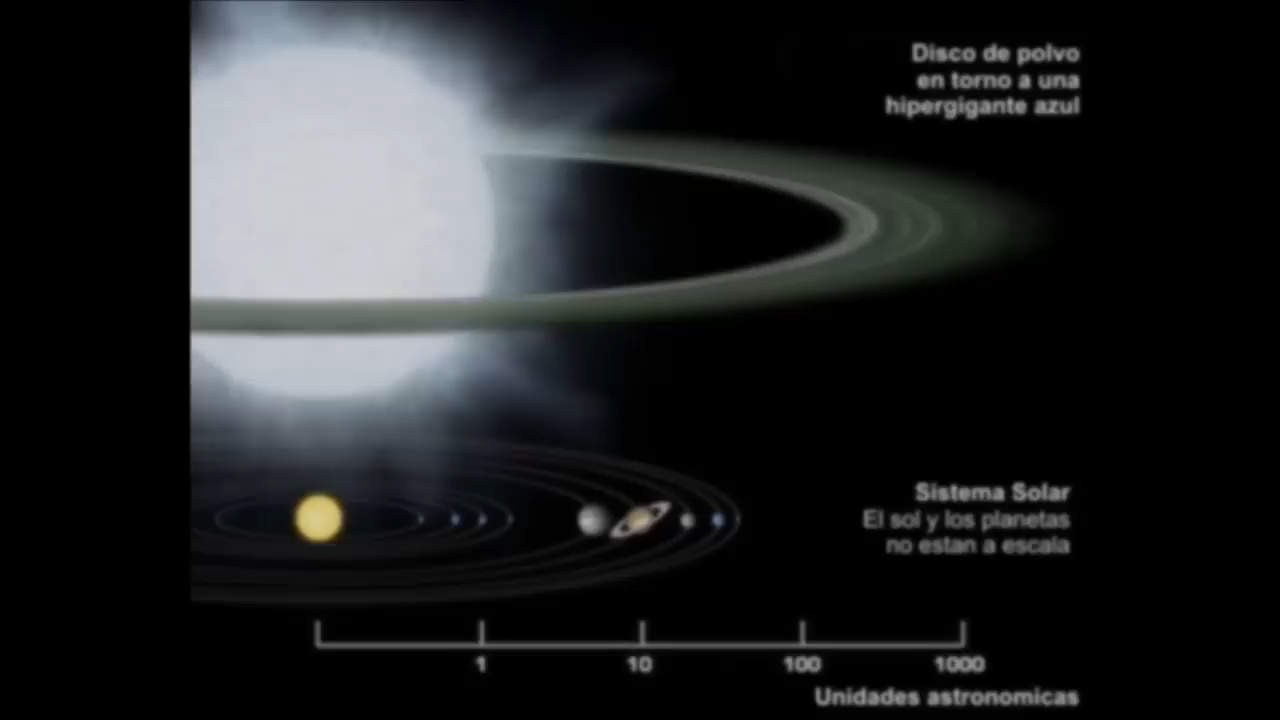 Disco de polvo
en torno a una
hipergigante azul
Sistema Solar
El sol y los planetas
no estan a escala
1 10 100 1000
Unidades astronomicas